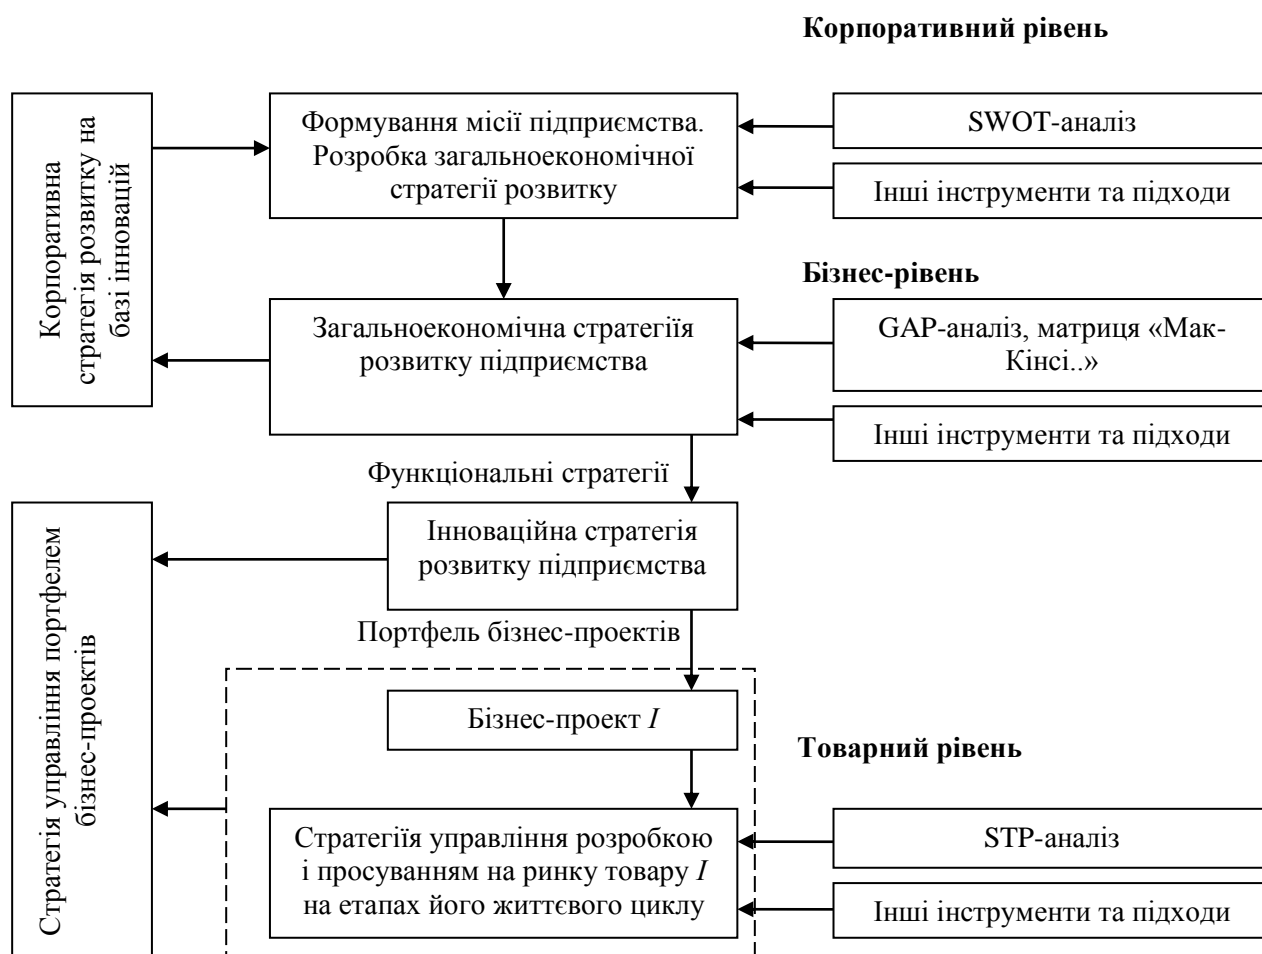 Корпоративний рівень
Корпоративна
стратегія розвитку на
базі інновацій
Формування місії підприємства.
Розробка загальноекономічної
стратегії розвитку
SWOT-аналіз
Інші інструменти та підходи
Бізнес-рівень
Загальноекономічна стратегіїя
розвитку підприємства
GAP-аналіз, матриця «Мак-
Кінсі..»
Інші інструменти та підходи
Функціональні стратегії
Стратегія управління портфелем
бізнес-проектів
Інноваційна стратегія
розвитку підприємства
Портфель бізнес-проектів
Бізнес-проект I
Товарний рівень
Стратегіїя управління розробкою
і просуванням на ринку товару I
на етапах його життєвого циклу
STP-аналіз
Інші інструменти та підходи